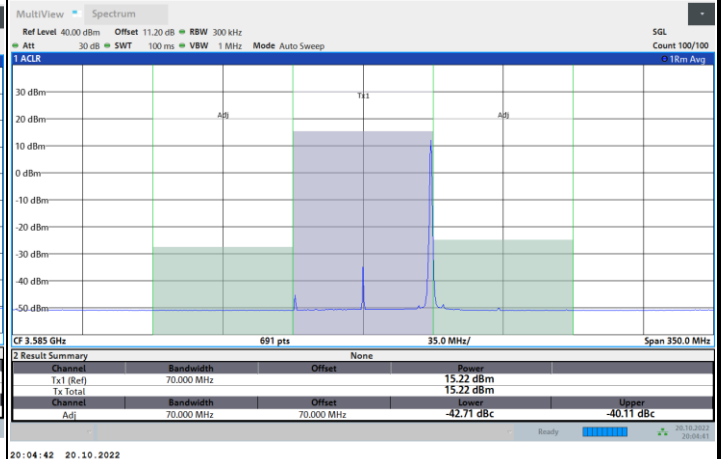 MultiView Spectrum
Ref Level 40.00 dBm Offset 11.20 dB RBW 300 kHz SGL
Att 30 dB SWT 100 ms VBW 1 MHz Mode Auto Sweep Count 100/100
1 ACLR 1Rm Avg
30 dBm
Tx1
20 dBm
Adj Adj
10 dBm
0 dBm
-10 dBm
-20 dBm
-30 dBm
-40 dBm
-50 dBm
CF 3.585 GHz 691 pts 35.0 MHz/ Span 350.0 MHz
2 Result Summary None
Channel Bandwidth Offset Power
Tx1 (Ref) 70.000 MHz 15.22 dBm
Tx Total 15.22 dBm
Channel Bandwidth Offset Lower Upper
Adj 70.000 MHz 70.000 MHz -42.71 dBc -40.11 dBc
Ready 20.10.2022
20:04:41
20:04:42 20.10.2022